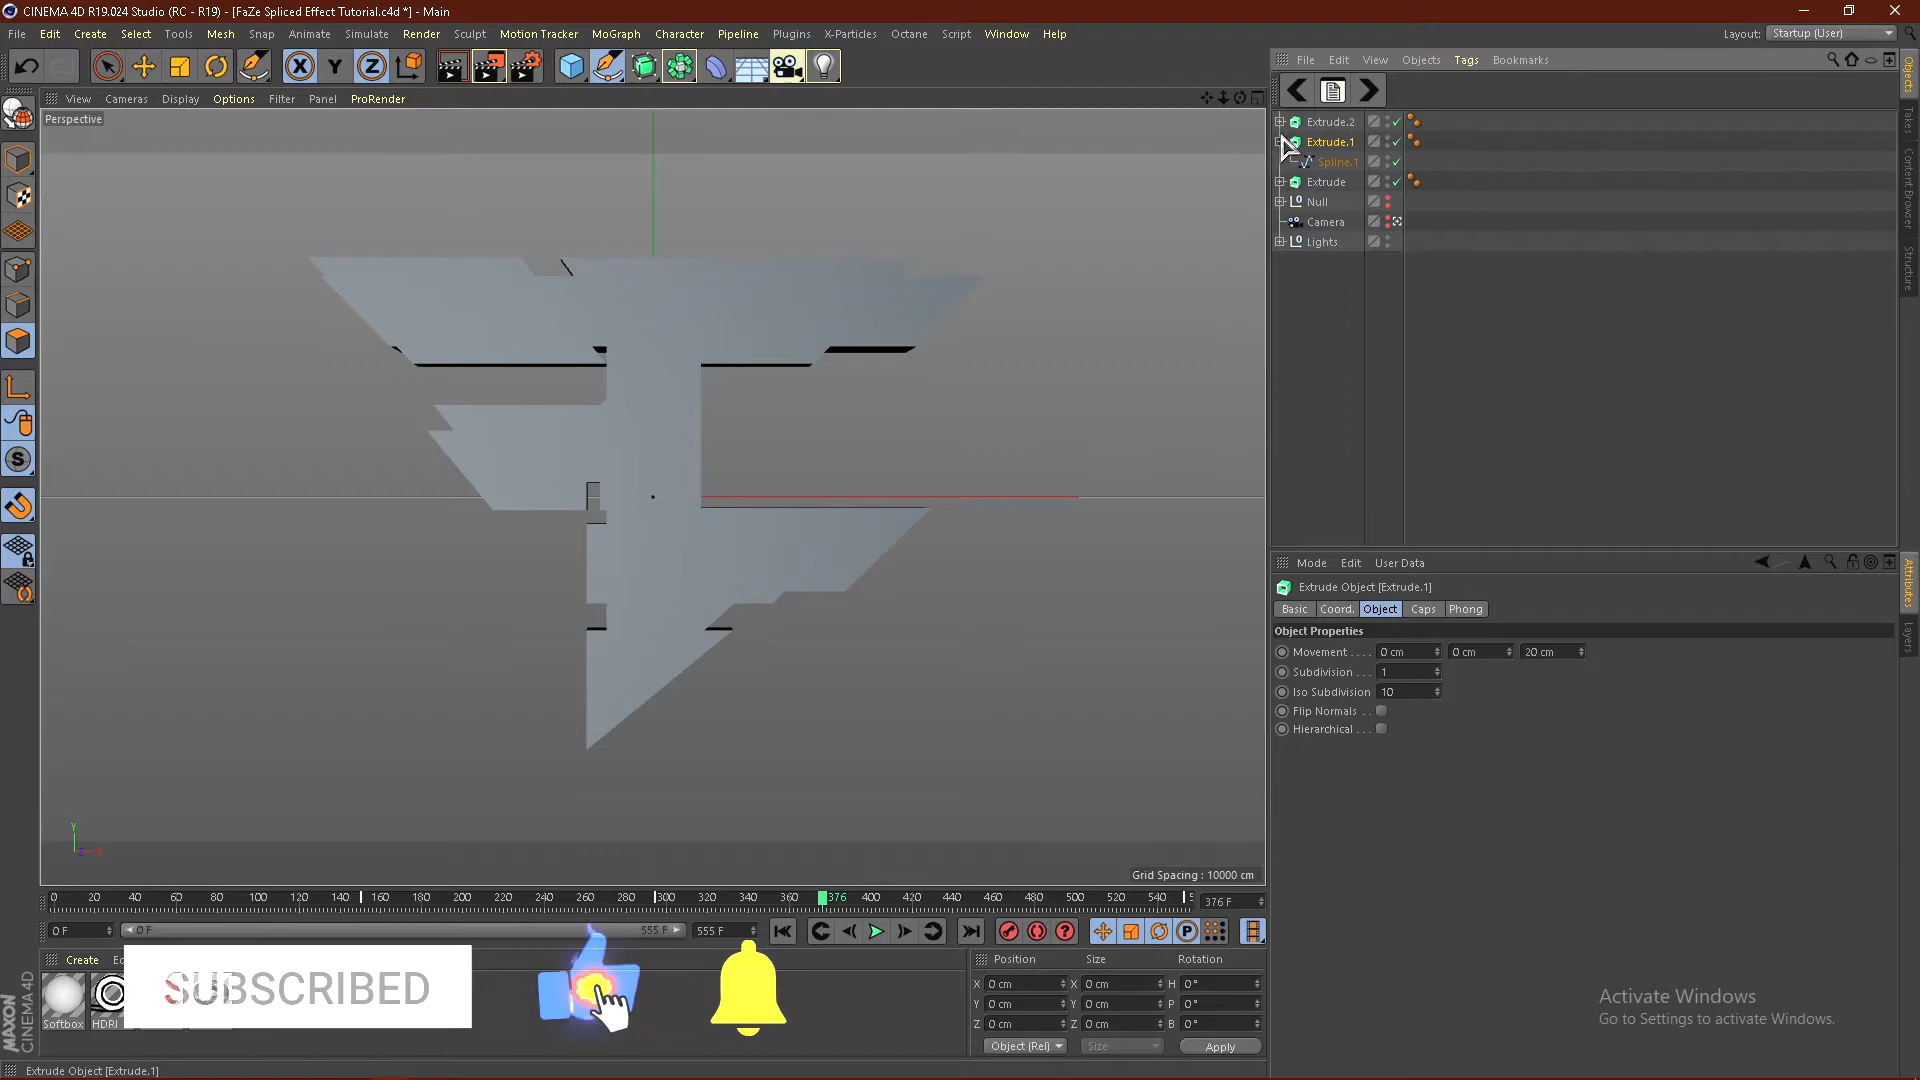 CINEMA 4D R19.024 Studio (RC - R19) - [FaZe Spliced Effect Tutorial.c4d *] - Main
File Edit Create Select Tools Mesh Snap Animate Simulate Render Sculpt Motion Tracker MoGraph Character Pipeline Plugins X-Particles Octane Script Window Help
Layout: Startup (User)
File Edit View Objects Tags Bookmarks
View Cameras Display Options Filter Panel ProRender
Perspective
Extrude.2
Extrude.1
Spline.1
Extrude
Null
Camera
Lights
Objects
Takes
Content Browser
Structure
Mode Edit User Data
Extrude Object [Extrude.1]
Basic Coord. Object Caps Phong
Object Properties
Movement . . . . 0 cm 0 cm 20 cm
Subdivision . . . 1
Iso Subdivision 10
Flip Normals . .
Hierarchical . . .
Attributes
Layers
Y
Z X
Grid Spacing : 10000 cm
0 20 40 60 80 100 120 140 160 180 200 220 240 260 280 300 320 340 360 376 400 420 440 460 480 500 520 540 5
376 F
0 F 0 F 555 F 555 F
Create
SUBSCRIBED
Softbox HDRI
Position Size Rotation
X 0 cm X 0 cm H 0 °
Y 0 cm Y 0 cm P 0 °
Z 0 cm Z 0 cm B 0 °
Object (Rel) Size Apply
Activate Windows
Go to Settings to activate Windows.
MAXON
CINEMA 4D
Extrude Object [Extrude.1]